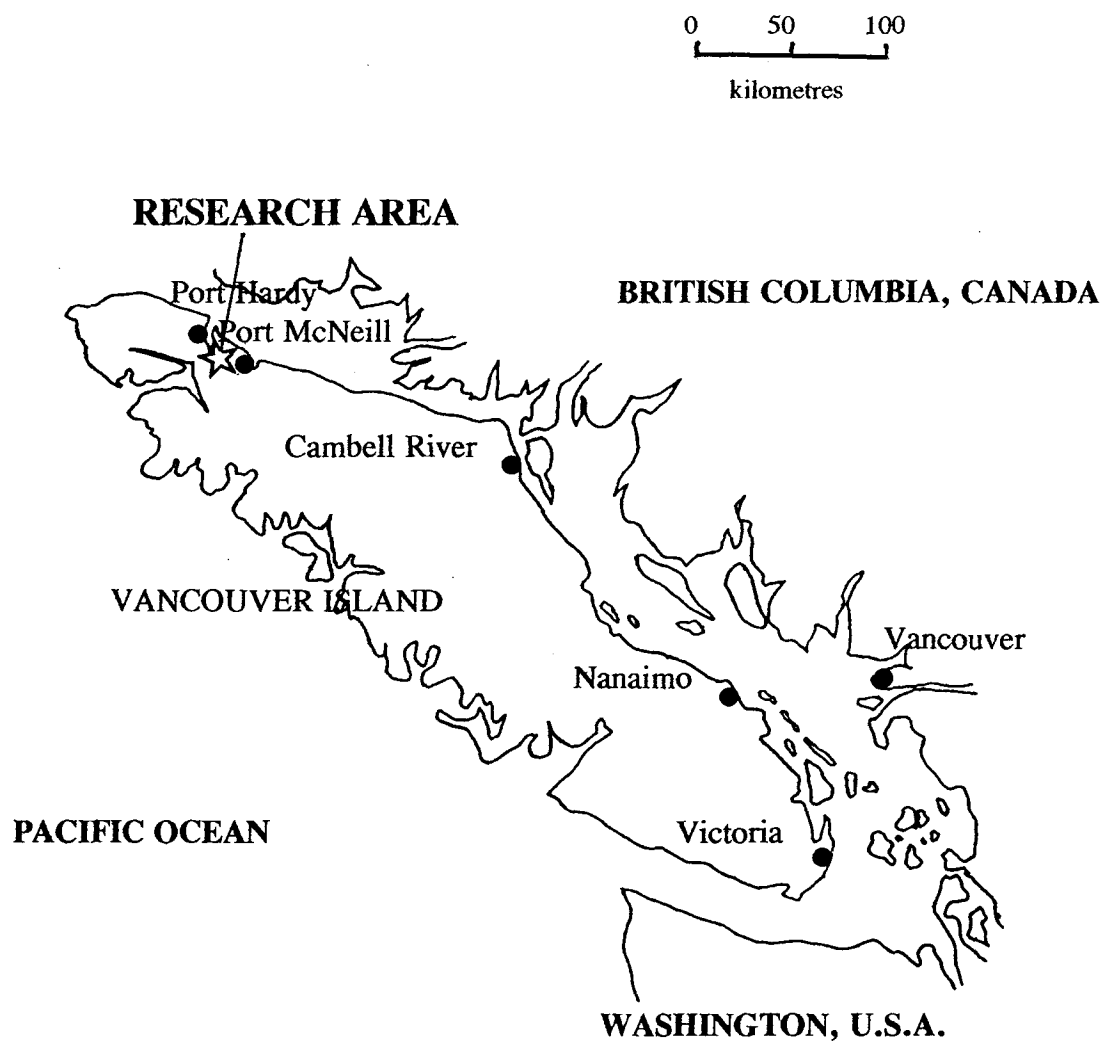 0 50 100
kilometres
RESEARCH AREA
Port Hardy
BRITISH COLUMBIA, CANADA
Port McNeill
Cambell River
VANCOUVER ISLAND
Vancouver
Nanaimo
PACIFIC OCEAN
Victoria
WASHINGTON, U.S.A.